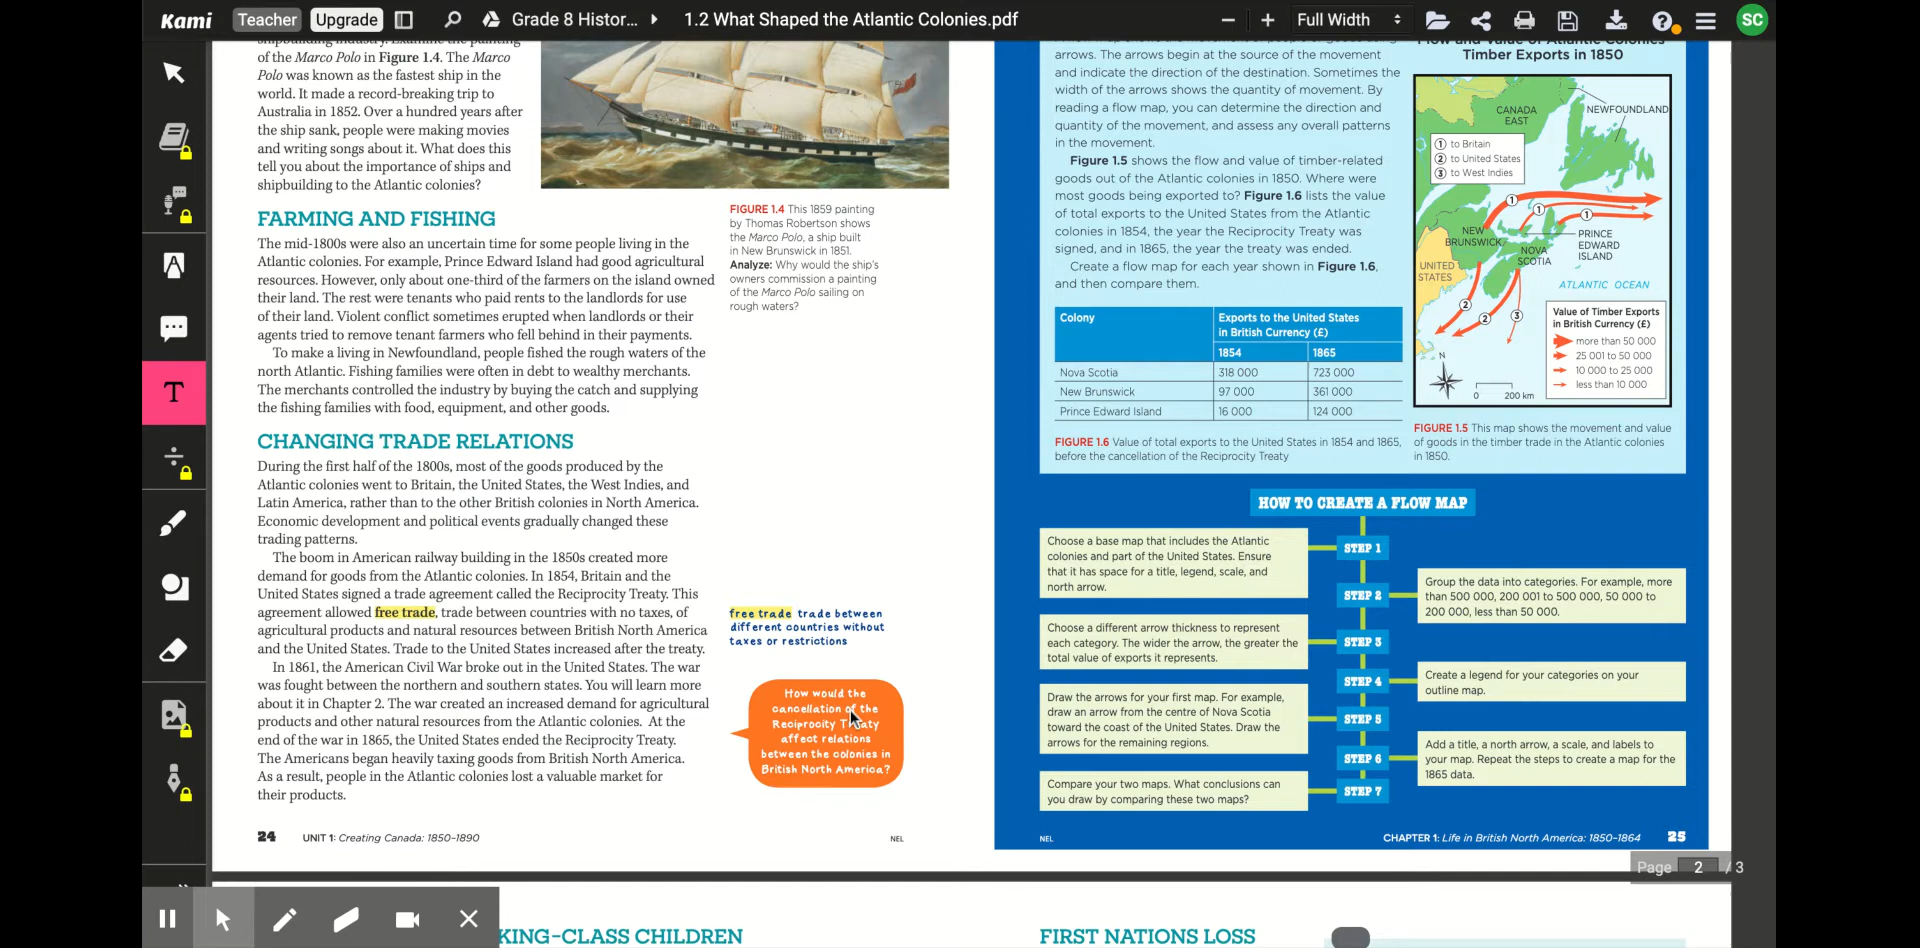 Kami
Teacher
Upgrade
Grade 8 Histor...
1.2 What Shaped the Atlantic Colonies.pdf
Full Width
SC
shipbuilding industry. Examine the painting
of the Marco Polo in Figure 1.4. The Marco
Polo was known as the fastest ship in the
world. It made a record-breaking trip to
Australia in 1852. Over a hundred years after
the ship sank, people were making movies
and writing songs about it. What does this
tell you about the importance of ships and
shipbuilding to the Atlantic colonies?
FARMING AND FISHING
The mid-1800s were also an uncertain time for some people living in the
Atlantic colonies. For example, Prince Edward Island had good agricultural
resources. However, only about one-third of the farmers on the island owned
their land. The rest were tenants who paid rents to the landlords for use
of their land. Violent conflict sometimes erupted when landlords or their
agents tried to remove tenant farmers who fell behind in their payments.
To make a living in Newfoundland, people fished the rough waters of the
north Atlantic. Fishing families were often in debt to wealthy merchants.
The merchants controlled the industry by buying the catch and supplying
the fishing families with food, equipment, and other goods.
CHANGING TRADE RELATIONS
During the first half of the 1800s, most of the goods produced by the
Atlantic colonies went to Britain, the United States, the West Indies, and
Latin America, rather than to the other British colonies in North America.
Economic development and political events gradually changed these
trading patterns.
The boom in American railway building in the 1850s created more
demand for goods from the Atlantic colonies. In 1854, Britain and the
United States signed a trade agreement called the Reciprocity Treaty. This
agreement allowed free trade, trade between countries with no taxes, of
agricultural products and natural resources between British North America
and the United States. Trade to the United States increased after the treaty.
In 1861, the American Civil War broke out in the United States. The war
was fought between the northern and southern states. You will learn more
about it in Chapter 2. The war created an increased demand for agricultural
products and other natural resources from the Atlantic colonies. At the
end of the war in 1865, the United States ended the Reciprocity Treaty.
The Americans began heavily taxing goods from British North America.
As a result, people in the Atlantic colonies lost a valuable market for
their products.
24 UNIT 1: Creating Canada: 1850–1890
NEL
FIGURE 1.4 This 1859 painting
by Thomas Robertson shows
the Marco Polo, a ship built
in New Brunswick in 1851.
Analyze: Why would the ship's
owners commission a painting
of the Marco Polo sailing on
rough waters?
free trade trade between
different countries without
taxes or restrictions
How would the
cancellation of the
Reciprocity Treaty
affect relations
between the colonies in
British North America?
arrows. The arrows begin at the source of the movement
and indicate the direction of the destination. Sometimes the
width of the arrows shows the quantity of movement. By
reading a flow map, you can determine the direction and
quantity of the movement, and assess any overall patterns
in the movement.
Figure 1.5 shows the flow and value of timber-related
goods out of the Atlantic colonies in 1850. Where were
most goods being exported to? Figure 1.6 lists the value
of total exports to the United States from the Atlantic
colonies in 1854, the year the Reciprocity Treaty was
signed, and in 1865, the year the treaty was ended.
Create a flow map for each year shown in Figure 1.6,
and then compare them.
Colony
Exports to the United States
in British Currency (£)
1854 1865
Nova Scotia 318 000 723 000
New Brunswick 97 000 361 000
Prince Edward Island 16 000 124 000
FIGURE 1.6 Value of total exports to the United States in 1854 and 1865,
before the cancellation of the Reciprocity Treaty
Flow and Value of Atlantic Colonies
Timber Exports in 1850
CANADA
EAST
NEWFOUNDLAND
1 to Britain
2 to United States
3 to West Indies
1
1
1
NEW
BRUNSWICK
PRINCE
EDWARD
ISLAND
NOVA
SCOTIA
UNITED
STATES
ATLANTIC OCEAN
2
2
3
Value of Timber Exports
in British Currency (£)
more than 50 000
25 001 to 50 000
10 000 to 25 000
less than 10 000
N
0 200 km
FIGURE 1.5 This map shows the movement and value
of goods in the timber trade in the Atlantic colonies
in 1850.
HOW TO CREATE A FLOW MAP
STEP 1
Choose a base map that includes the Atlantic
colonies and part of the United States. Ensure
that it has space for a title, legend, scale, and
north arrow.
STEP 2
Group the data into categories. For example, more
than 500 000, 200 001 to 500 000, 50 000 to
200 000, less than 50 000.
STEP 3
Choose a different arrow thickness to represent
each category. The wider the arrow, the greater the
total value of exports it represents.
STEP 4
Create a legend for your categories on your
outline map.
STEP 5
Draw the arrows for your first map. For example,
draw an arrow from the centre of Nova Scotia
toward the coast of the United States. Draw the
arrows for the remaining regions.
STEP 6
Add a title, a north arrow, a scale, and labels to
your map. Repeat the steps to create a map for the
1865 data.
STEP 7
Compare your two maps. What conclusions can
you draw by comparing these two maps?
NEL
CHAPTER 1: Life in British North America: 1850–1864 25
Page 2 / 3
KING-CLASS CHILDREN
FIRST NATIONS LOSS